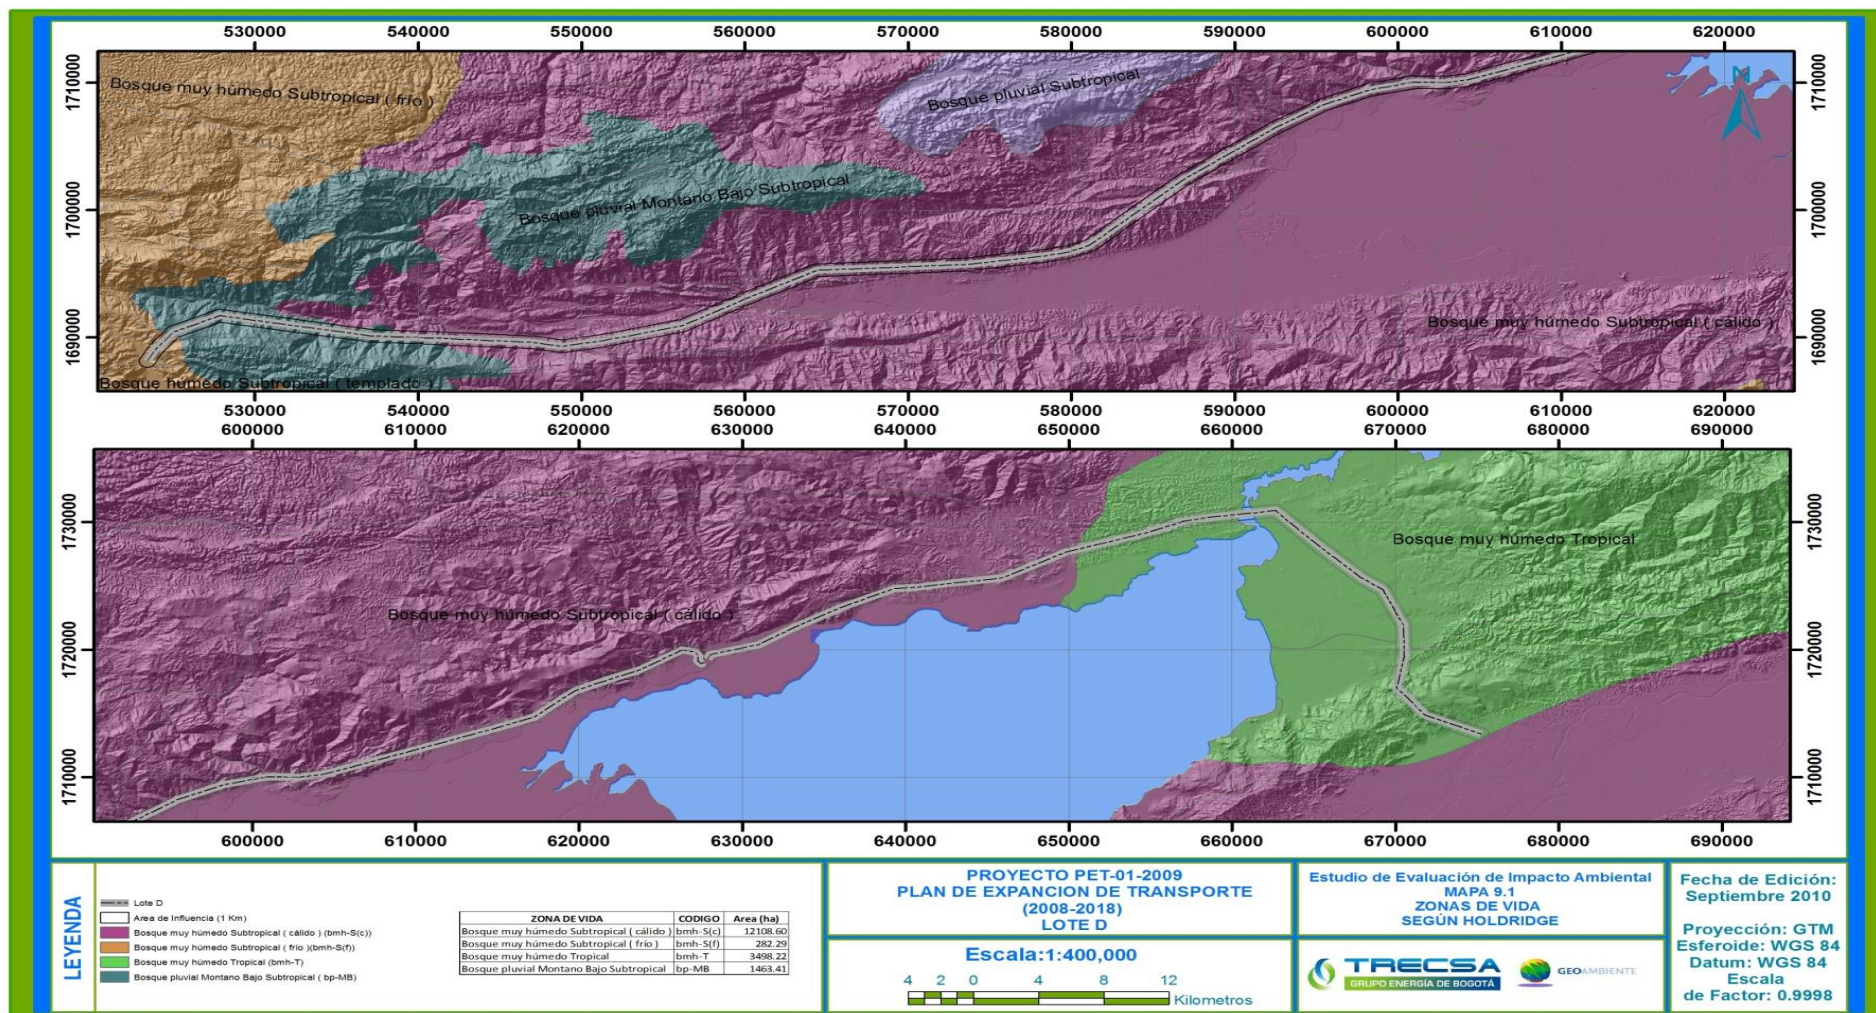 530000 540000 550000 560000 570000 580000 590000 600000 610000 620000
1710000
1700000
1690000
Bosque muy húmedo Subtropical ( frío )
Bosque pluvial Subtropical
N
Bosque pluvial Montano Bajo Subtropical
Bosque muy húmedo Subtropical ( cálido )
Bosque húmedo Subtropical ( templado )
1710000
1700000
1690000
530000 540000 550000 560000 570000 580000 590000 600000 610000 620000
600000 610000 620000 630000 640000 650000 660000 670000 680000 690000
1730000
1720000
1710000
Bosque muy húmedo Tropical
Bosque muy húmedo Subtropical ( cálido )
1730000
1720000
1710000
600000 610000 620000 630000 640000 650000 660000 670000 680000 690000
LEYENDA
Lote D
Area de Influencia (1 Km)
Bosque muy húmedo Subtropical ( cálido ) (bmh-S(c))
Bosque muy húmedo Subtropical ( frío )(bmh-S(f))
Bosque muy húmedo Tropical (bmh-T)
Bosque pluvial Montano Bajo Subtropical ( bp-MB)
ZONA DE VIDA CODIGO Area (ha)
Bosque muy húmedo Subtropical ( cálido ) bmh-S(c) 12108.60
Bosque muy húmedo Subtropical ( frío ) bmh-S(f) 282.29
Bosque muy húmedo Tropical bmh-T 3498.22
Bosque pluvial Montano Bajo Subtropical bp-MB 1463.41
PROYECTO PET-01-2009
PLAN DE EXPANCION DE TRANSPORTE
(2008-2018)
LOTE D
Escala:1:400,000
4 2 0 4 8 12
Kilometros
Estudio de Evaluación de Impacto Ambiental
MAPA 9.1
ZONAS DE VIDA
SEGÚN HOLDRIDGE
TRECSA
GRUPO ENERGÍA DE BOGOTÁ
GEOAMBIENTE
Fecha de Edición:
Septiembre 2010
Proyección: GTM
Esferoide: WGS 84
Datum: WGS 84
Escala
de Factor: 0.9998